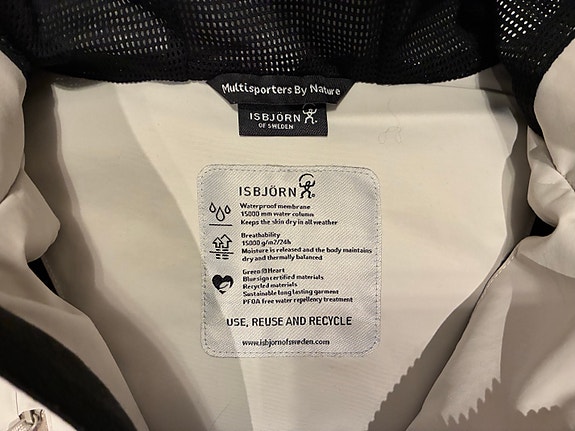 Multisporters By Nature
ISBJÖRN
OF SWEDEN
ISBJÖRN
Waterproof membrane
15000 mm water column
Keeps the skin dry in all weather
Breathability
15000 g/m2/24h
Moisture is released and the body maintains
dry and thermally balanced
Green@Heart
Bluesign certified materials
Recycled materials
Sustainable long lasting garment
PFOA free water repellency treatment
USE, REUSE AND RECYCLE
www.isbjornofsweden.com